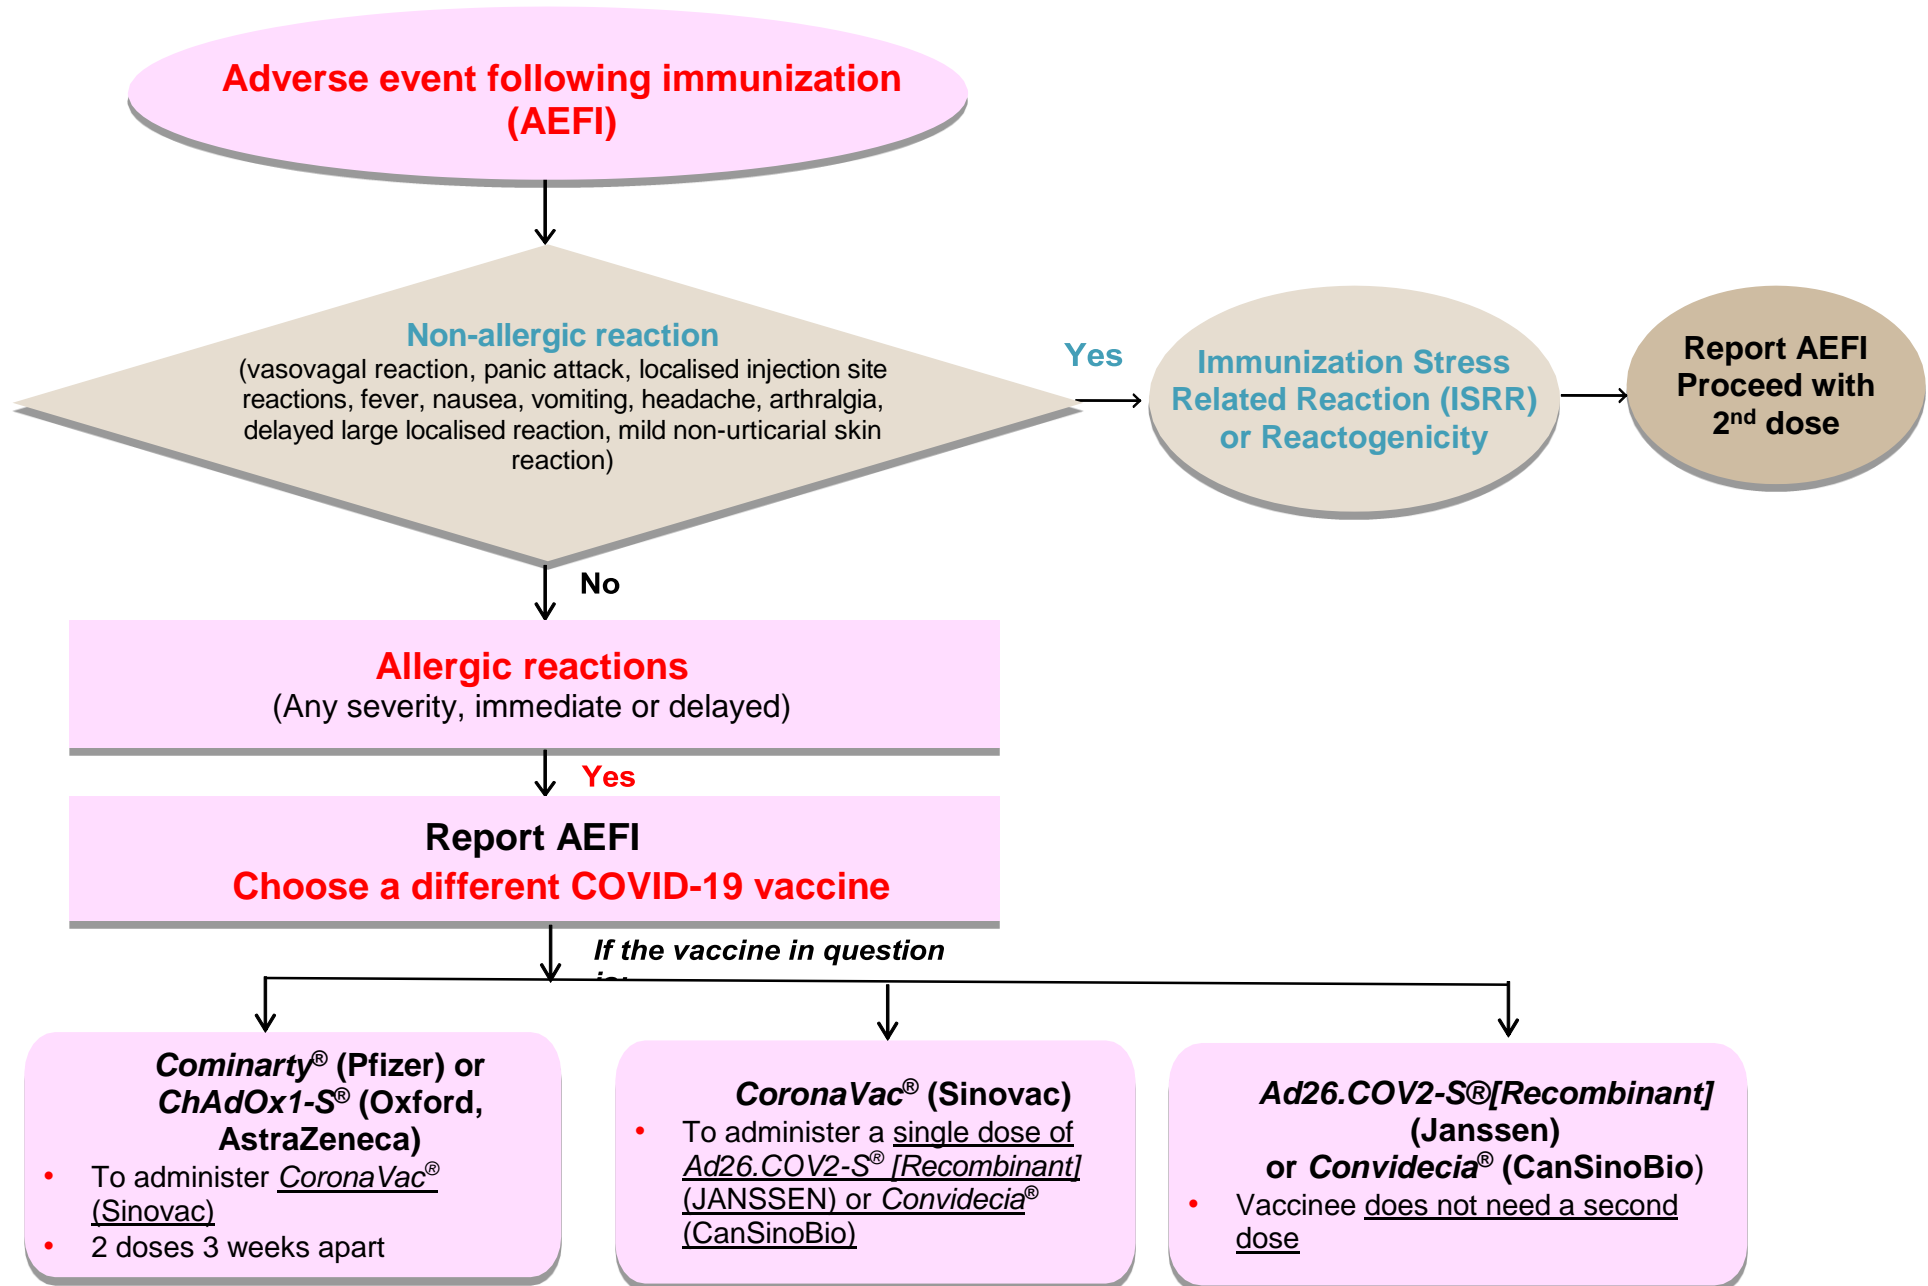 Adverse event following immunization
(AEFI)
Non-allergic reaction
(vasovagal reaction, panic attack, localised injection site
reactions, fever, nausea, vomiting, headache, arthralgia,
delayed large localised reaction, mild non-urticarial skin
reaction)
Yes
Immunization Stress
Related Reaction (ISRR)
or Reactogenicity
Report AEFI
Proceed with
2nd dose
No
Allergic reactions
(Any severity, immediate or delayed)
Yes
Report AEFI
Choose a different COVID-19 vaccine
If the vaccine in question
Cominarty® (Pfizer) or
ChAdOx1-S® (Oxford,
AstraZeneca)
• To administer CoronaVac®
(Sinovac)
• 2 doses 3 weeks apart
CoronaVac® (Sinovac)
• To administer a single dose of
Ad26.COV2-S® [Recombinant]
(JANSSEN) or Convidecia®
(CanSinoBio)
Ad26.COV2-S®[Recombinant]
(Janssen)
or Convidecia® (CanSinoBio)
• Vaccinee does not need a second
dose